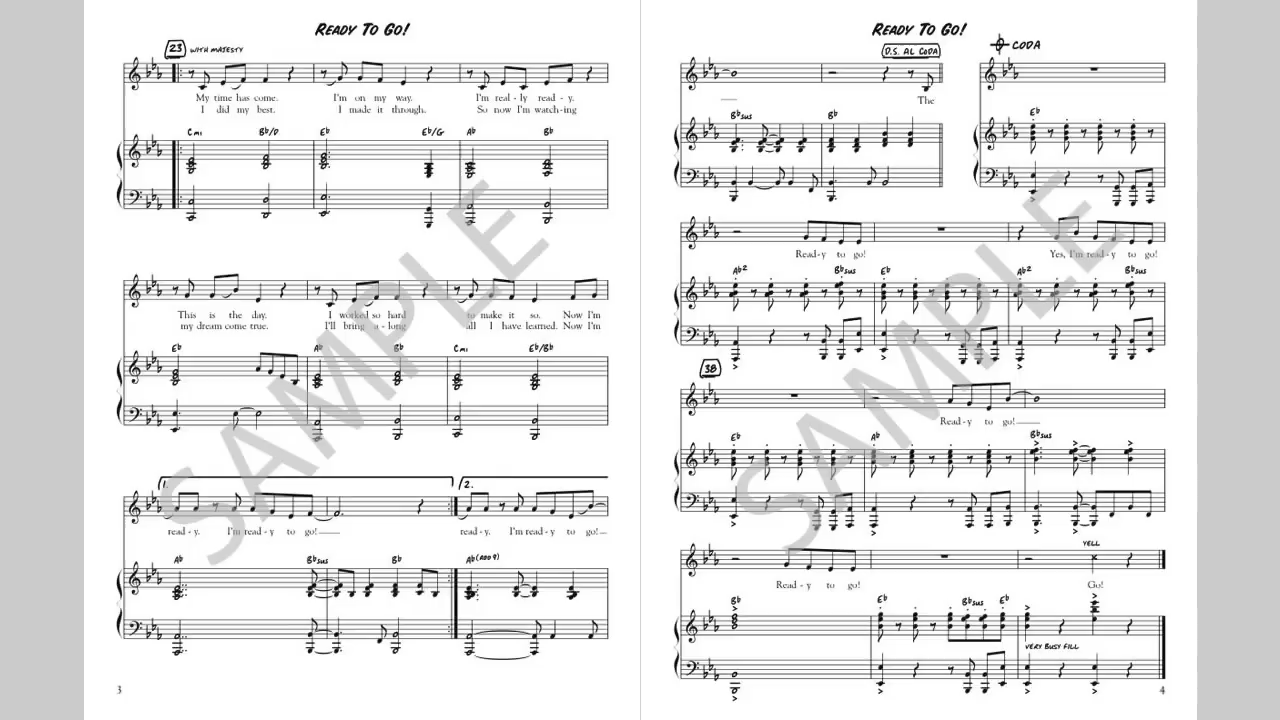 READY TO GO!
23 WITH MAJESTY
My time has come. I'm on my way. I'm real - ly read - y.
I did my best. I made it through. So now I'm watch-ing
Cmi Bb/D Eb Eb/G Ab Bb
This is the day. I worked so hard to make it so. Now I'm
my dream come true. I'll bring a - long all I have learned. Now I'm
Eb Ab Bb Cmi Eb/Bb
1. 2.
read - y. I'm read - y to go! read - y. I'm read - y to go!
Ab Bbsus Bb Ab(ADD 9)
3
READY TO GO!
D.S. AL CODA
CODA
The
Bbsus Bb Eb
Read - y to go! Yes, I'm read - y to go!
Ab2 Bbsus Eb Ab2 Bbsus
38
Read - y to go!
Eb Ab Bbsus
YELL
Read - y to go! Go!
Bb Eb Bbsus Eb
VERY BUSY FILL
4
SAMPLE
SAMPLE